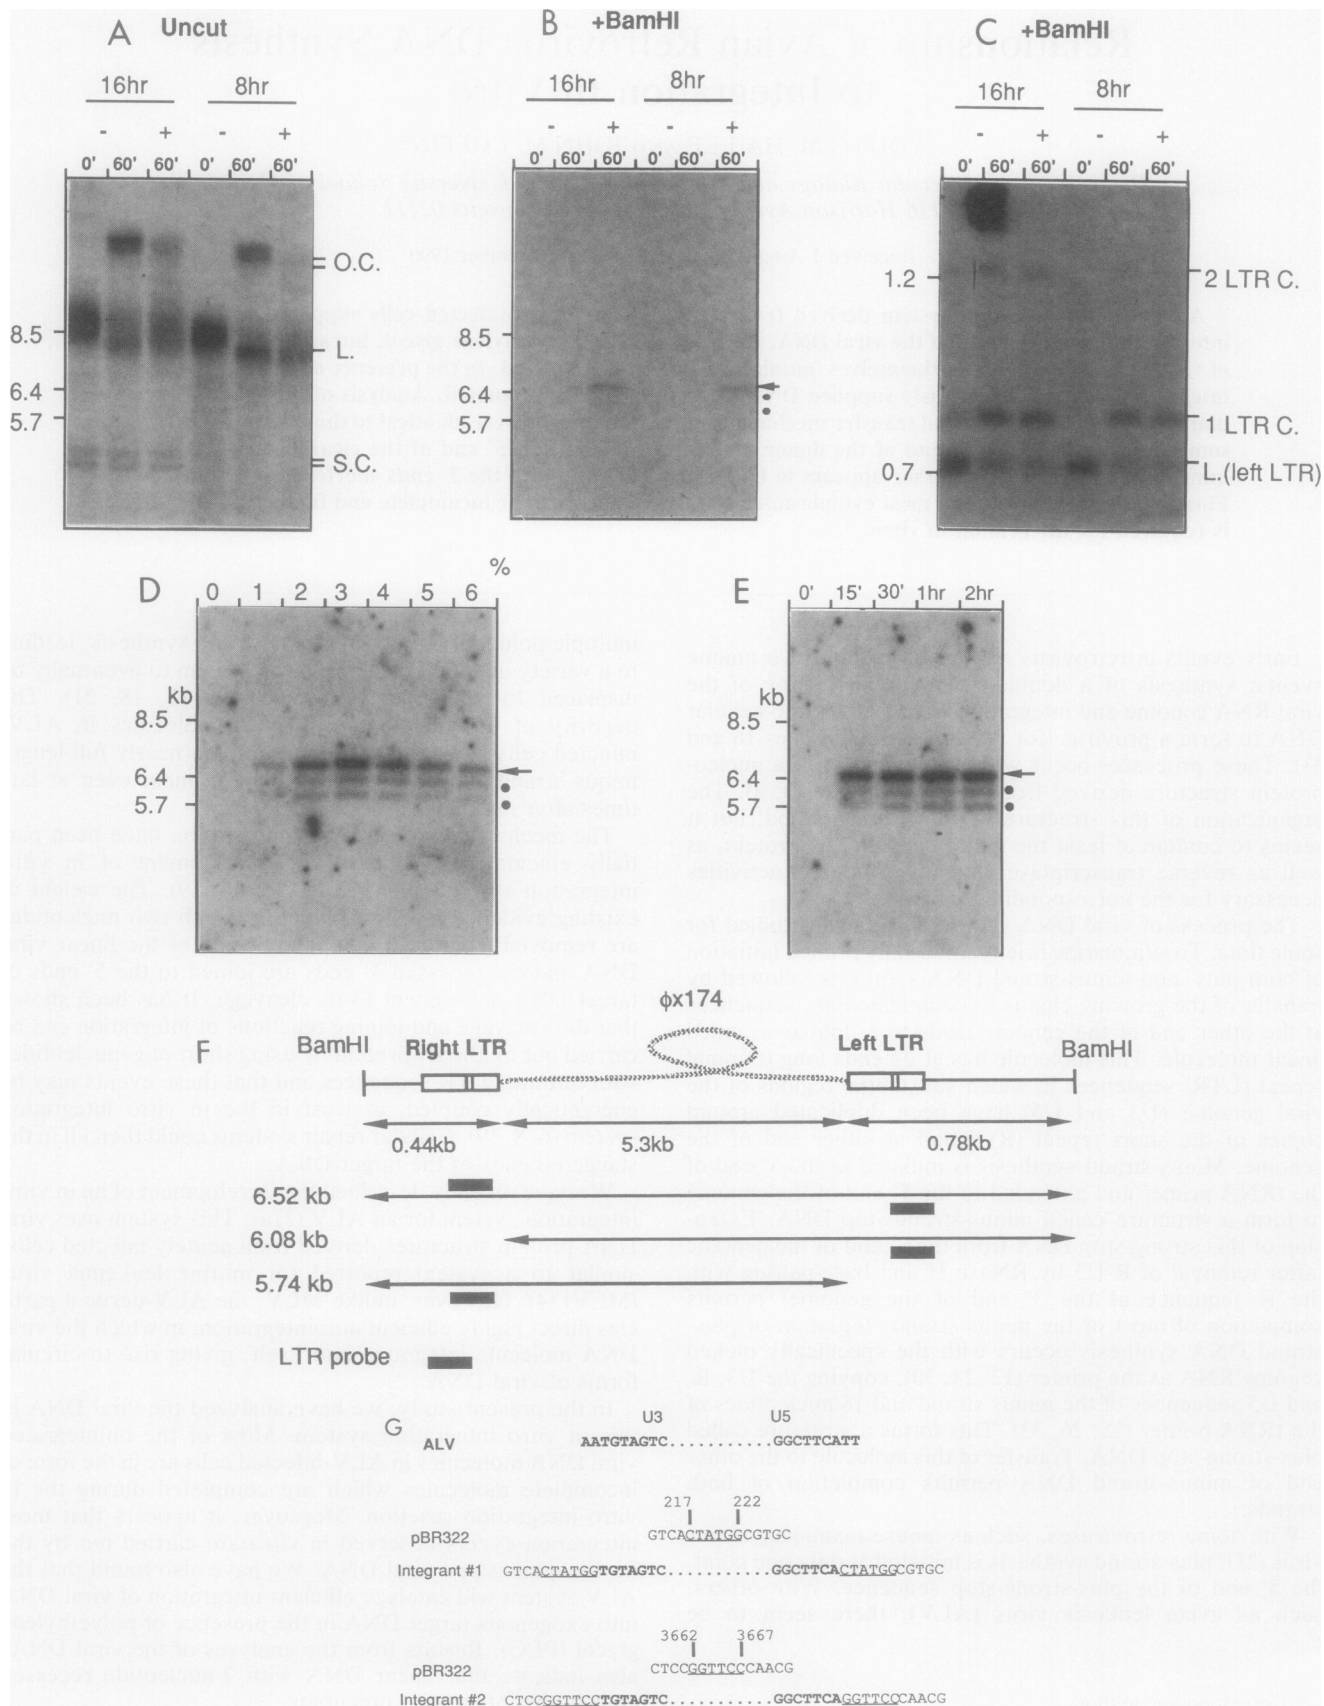 A Uncut
16hr 8hr
- + - +
0' 60' 60' 0' 60' 60'
O.C.
8.5
L.
6.4
5.7
S.C.
B +BamHI
16hr 8hr
- + - +
0' 60' 60' 0' 60' 60'
8.5
6.4
5.7
C +BamHI
16hr 8hr
- + - +
0' 60' 60' 0' 60' 60'
1.2
2 LTR C.
1 LTR C.
0.7
L.(left LTR)
D
0 1 2 3 4 5 6 %
kb
8.5
6.4
5.7
E
0' 15' 30' 1hr 2hr
kb
8.5
6.4
5.7
F
φx174
BamHI Right LTR Left LTR BamHI
0.44kb 5.3kb 0.78kb
6.52 kb
6.08 kb
5.74 kb
LTR probe
G
U3 U5
ALV AATGTAGTC...........GGCTTCATT
217 222
pBR322 GTCACTATGGCGTGC
Integrant #1 GTCACTATGGTGTAGTC...........GGCTTCACTATGGCGTGC
3662 3667
pBR322 CTCCGGTTCCCAACG
Integrant #2 CTCCGGTTCCTGTAGTC...........GGCTTCAGGTTCCCAACG